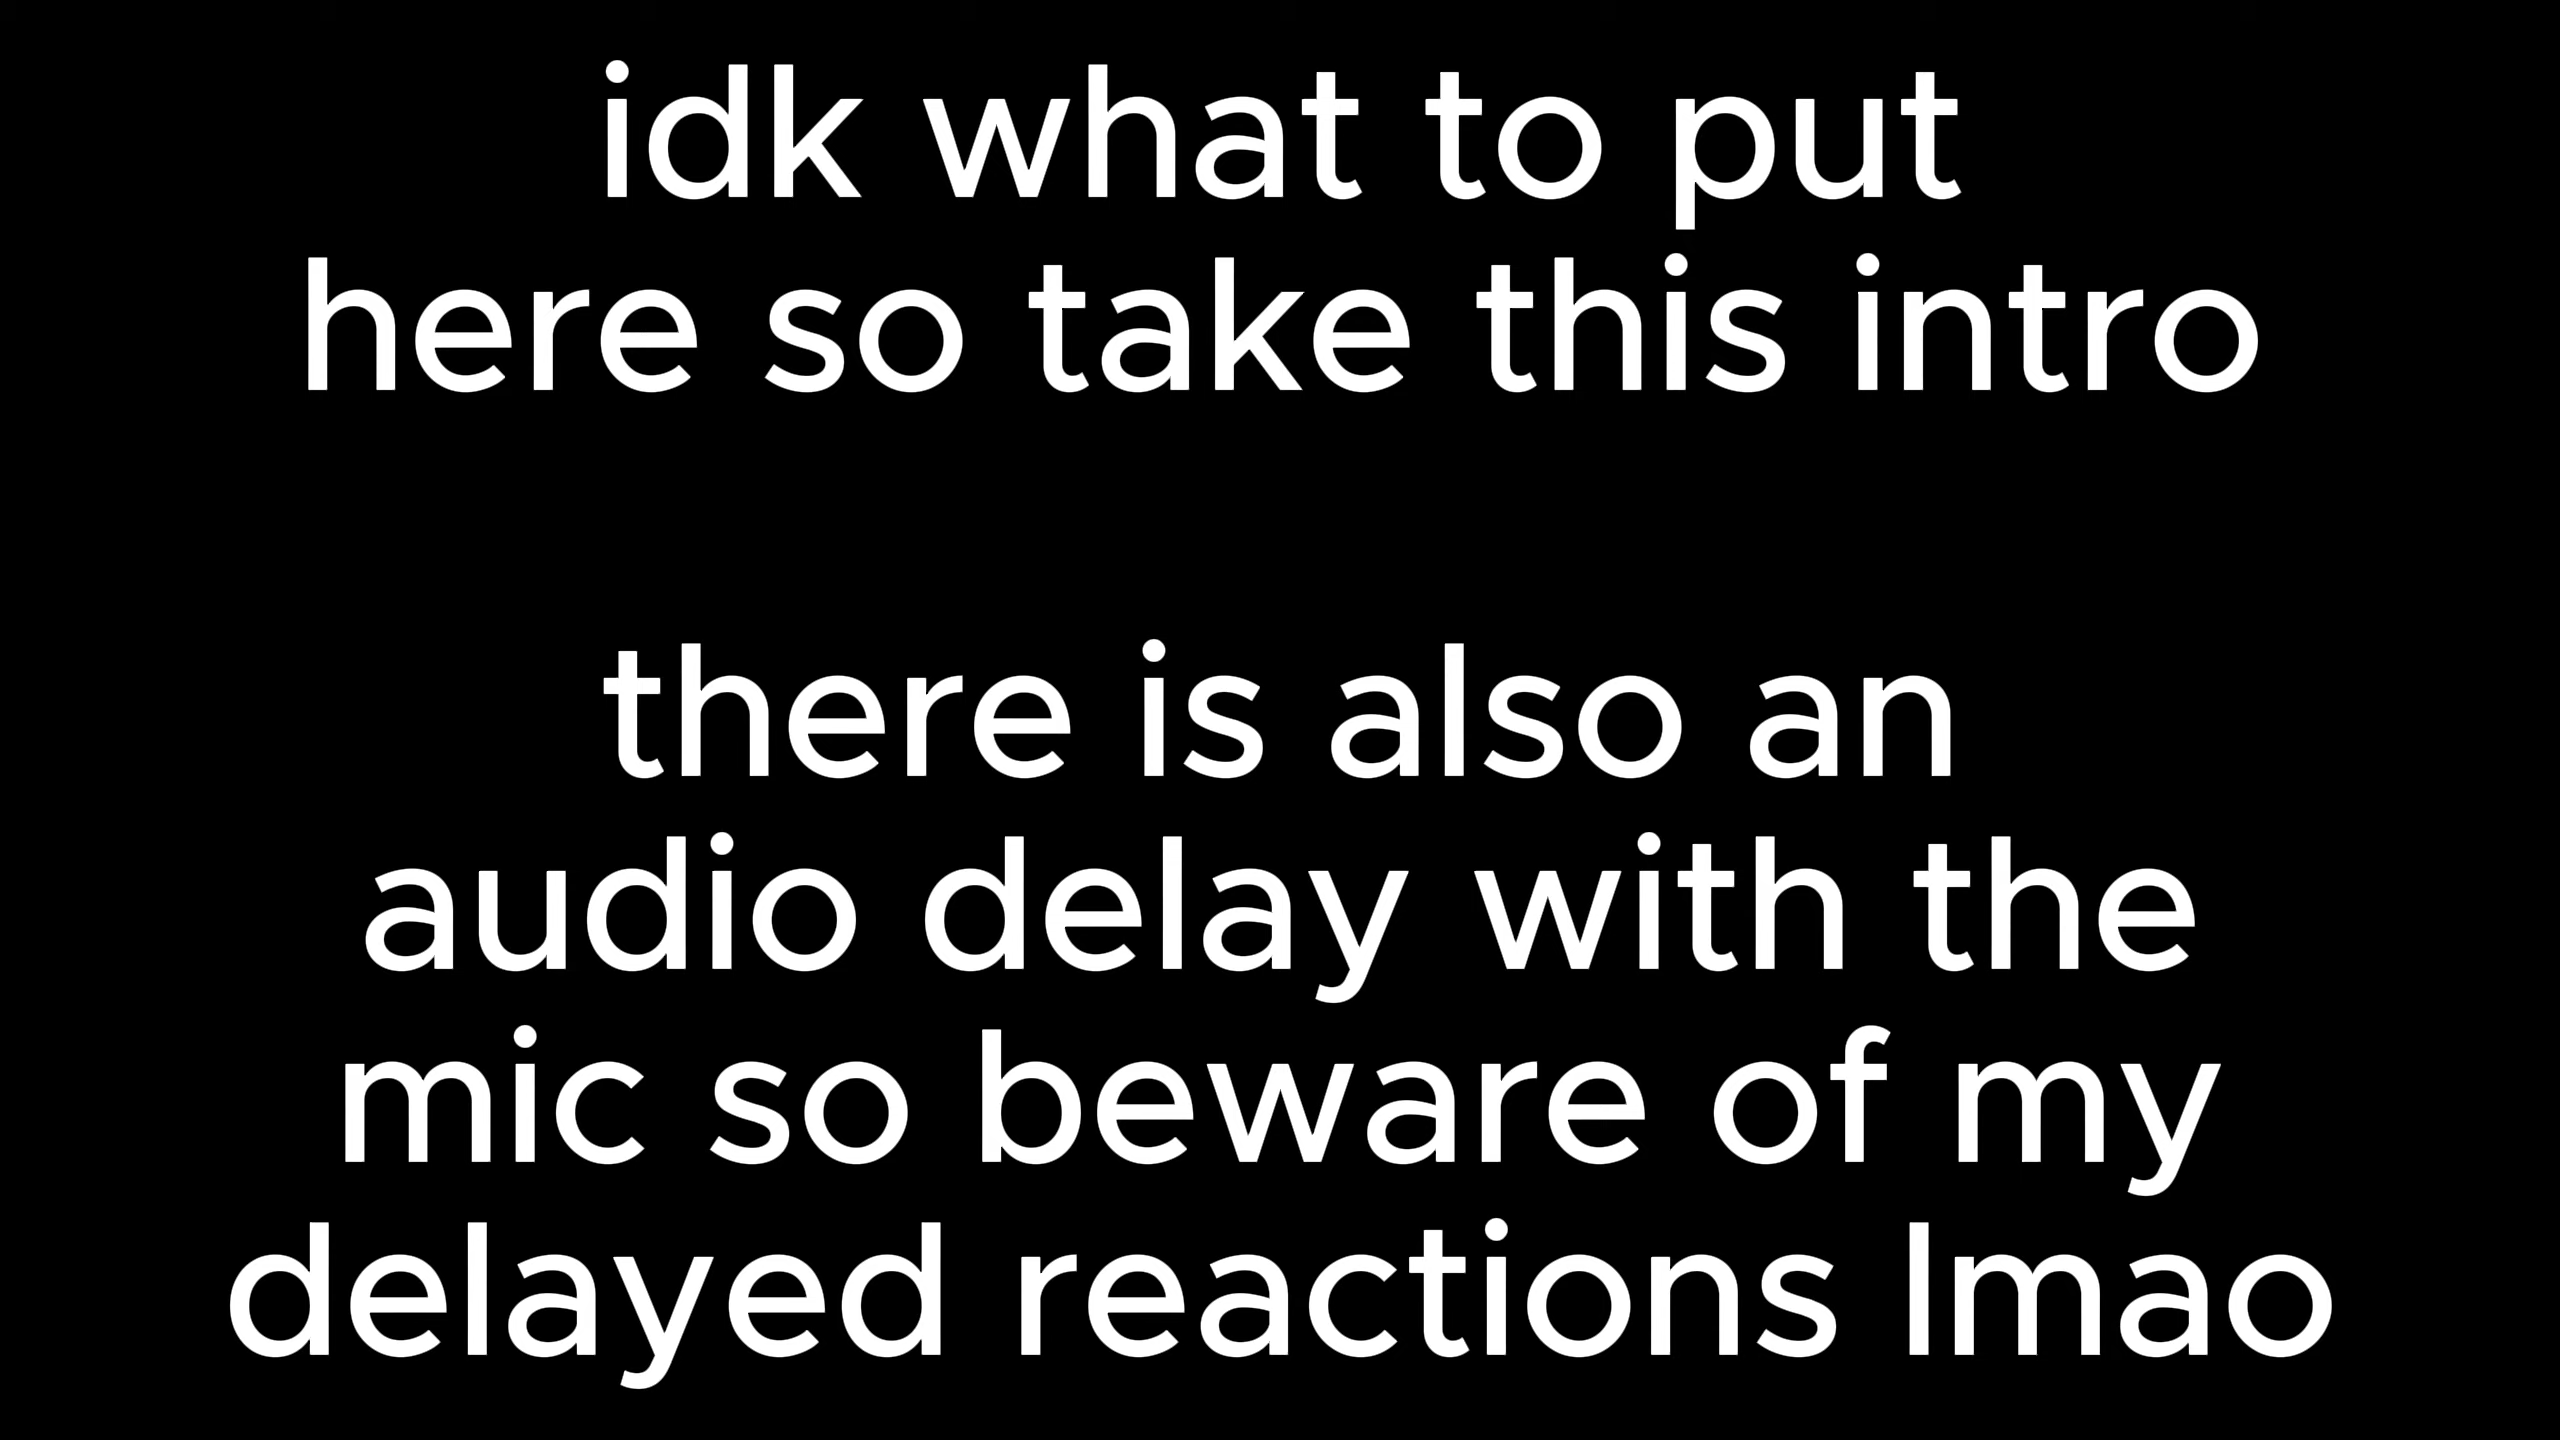 idk what to put
here so take this intro
there is also an
audio delay with the
mic so beware of my
delayed reactions lmao